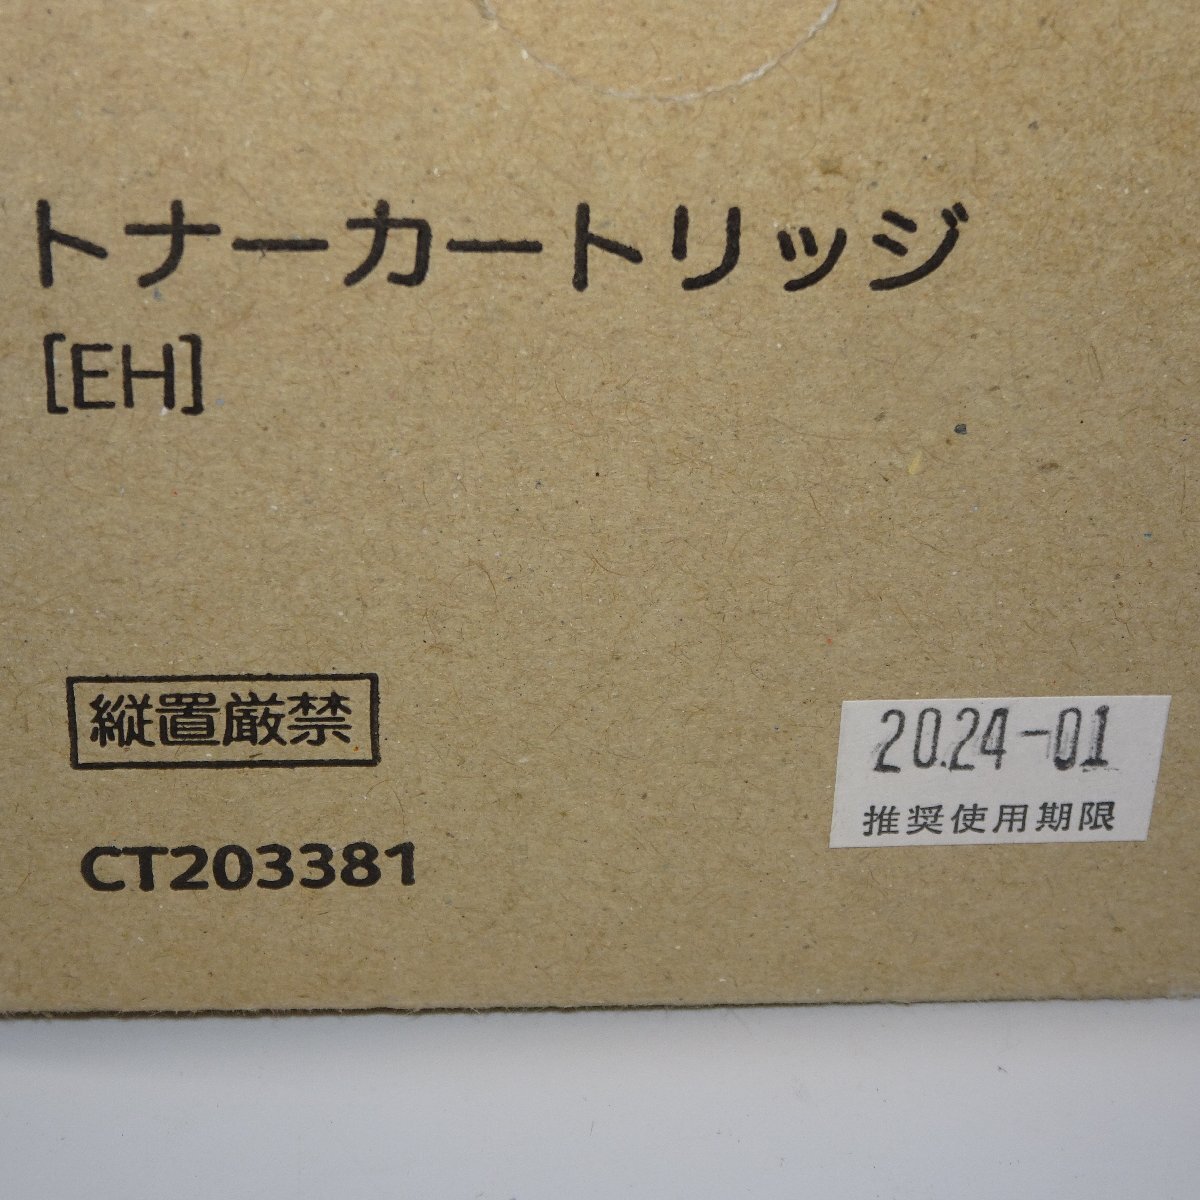 トナーカートリッジ
[EH]
縦置厳禁
CT203381
2024-01
推奨使用期限